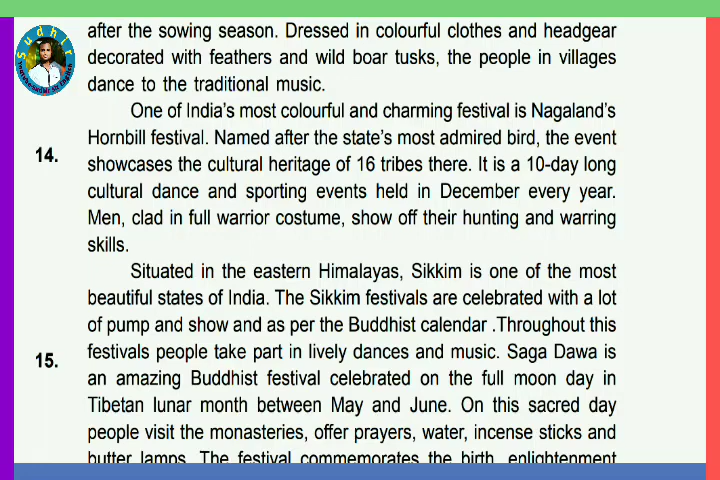 Sudhir
after the sowing season. Dressed in colourful clothes and headgear
decorated with feathers and wild boar tusks, the people in villages
dance to the traditional music.
One of India's most colourful and charming festival is Nagaland's
Hornbill festival. Named after the state's most admired bird, the event
14.
showcases the cultural heritage of 16 tribes there. It is a 10-day long
cultural dance and sporting events held in December every year.
Men, clad in full warrior costume, show off their hunting and warring
skills.
Situated in the eastern Himalayas, Sikkim is one of the most
beautiful states of India. The Sikkim festivals are celebrated with a lot
of pump and show and as per the Buddhist calendar .Throughout this
15.
festivals people take part in lively dances and music. Saga Dawa is
an amazing Buddhist festival celebrated on the full moon day in
Tibetan lunar month between May and June. On this sacred day
people visit the monasteries, offer prayers, water, incense sticks and
butter lamps. The festival commemorates the birth, enlightenment